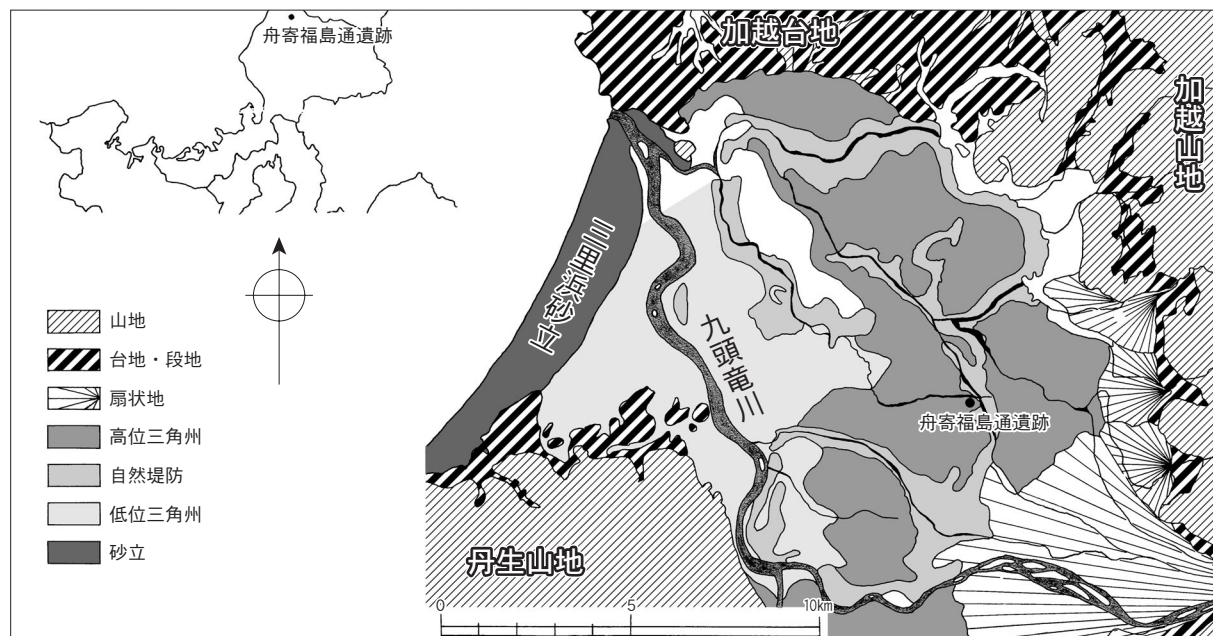 舟寄福島通遺跡
加越台地
加越山地
三里浜砂丘
九頭竜川
舟寄福島通遺跡
丹生山地
山地
台地・段地
扇状地
高位三角州
自然堤防
低位三角州
砂立
0 5 10km